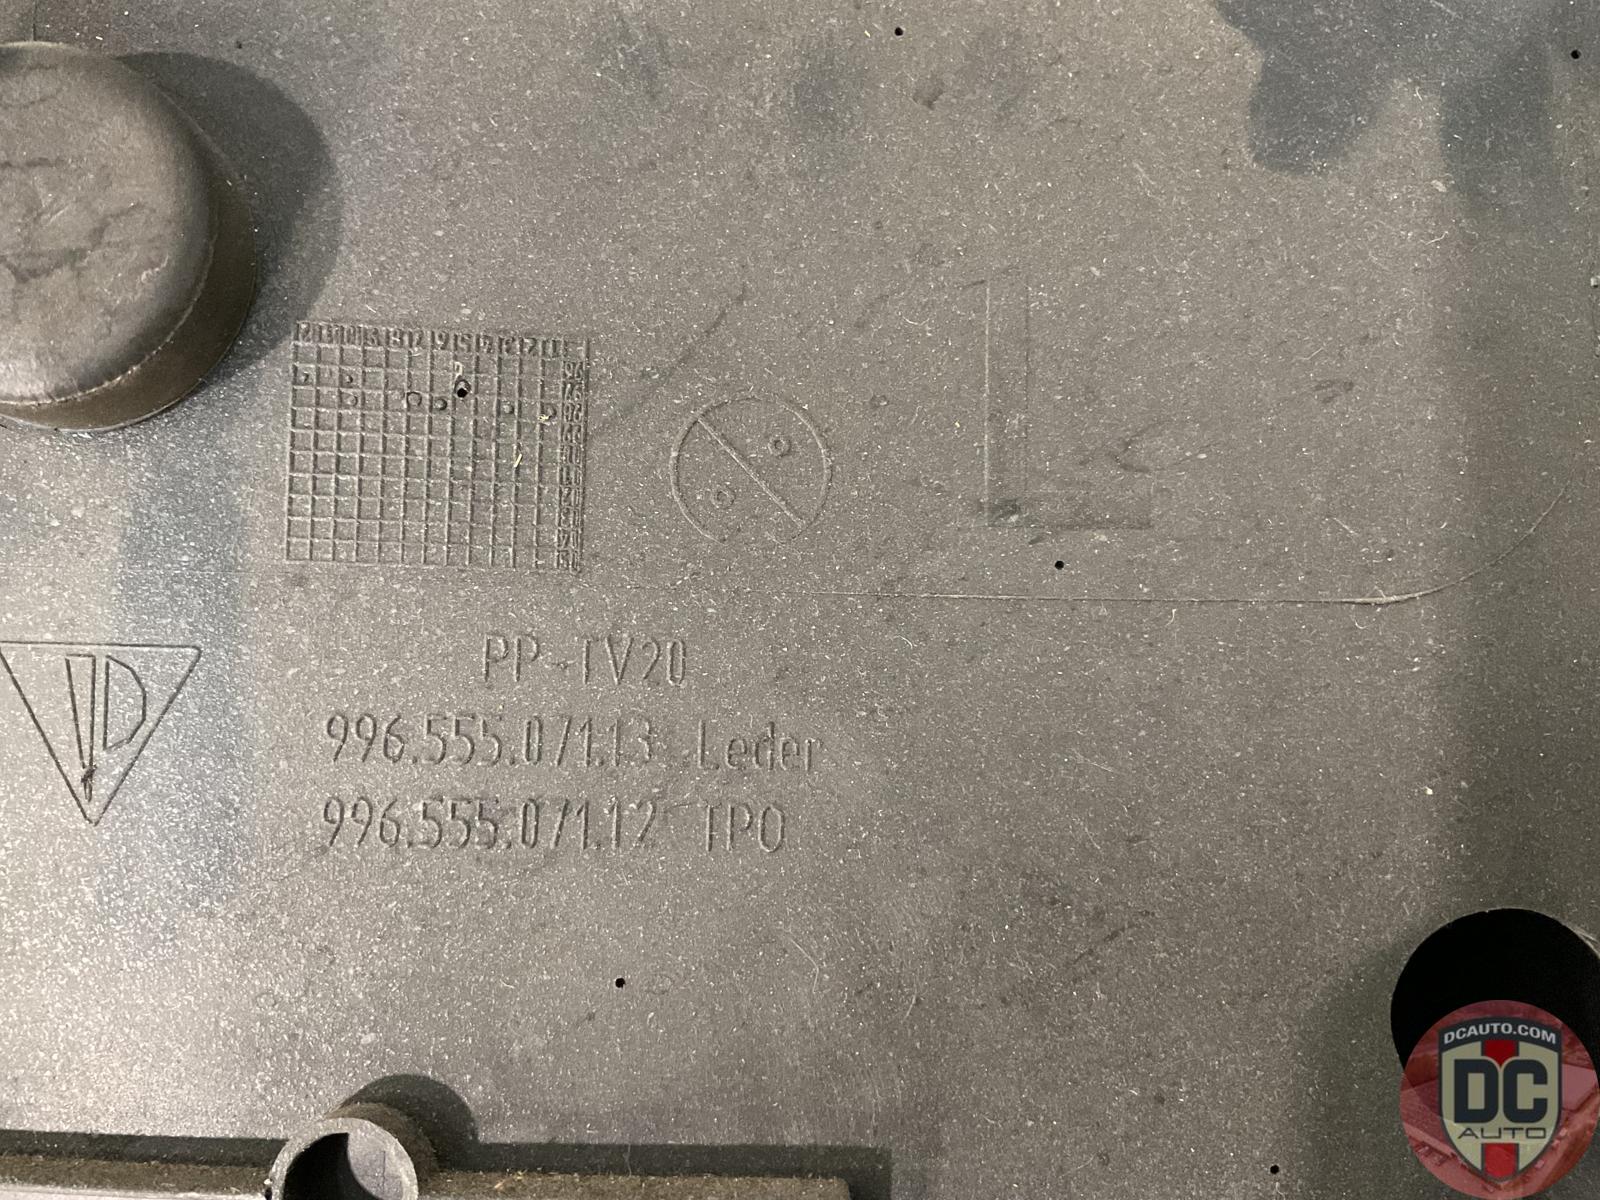 L
PP-TV20
996.555.071.13 Leder
996.555.071.12 TPO
DCAUTO.COM
DC
AUTO